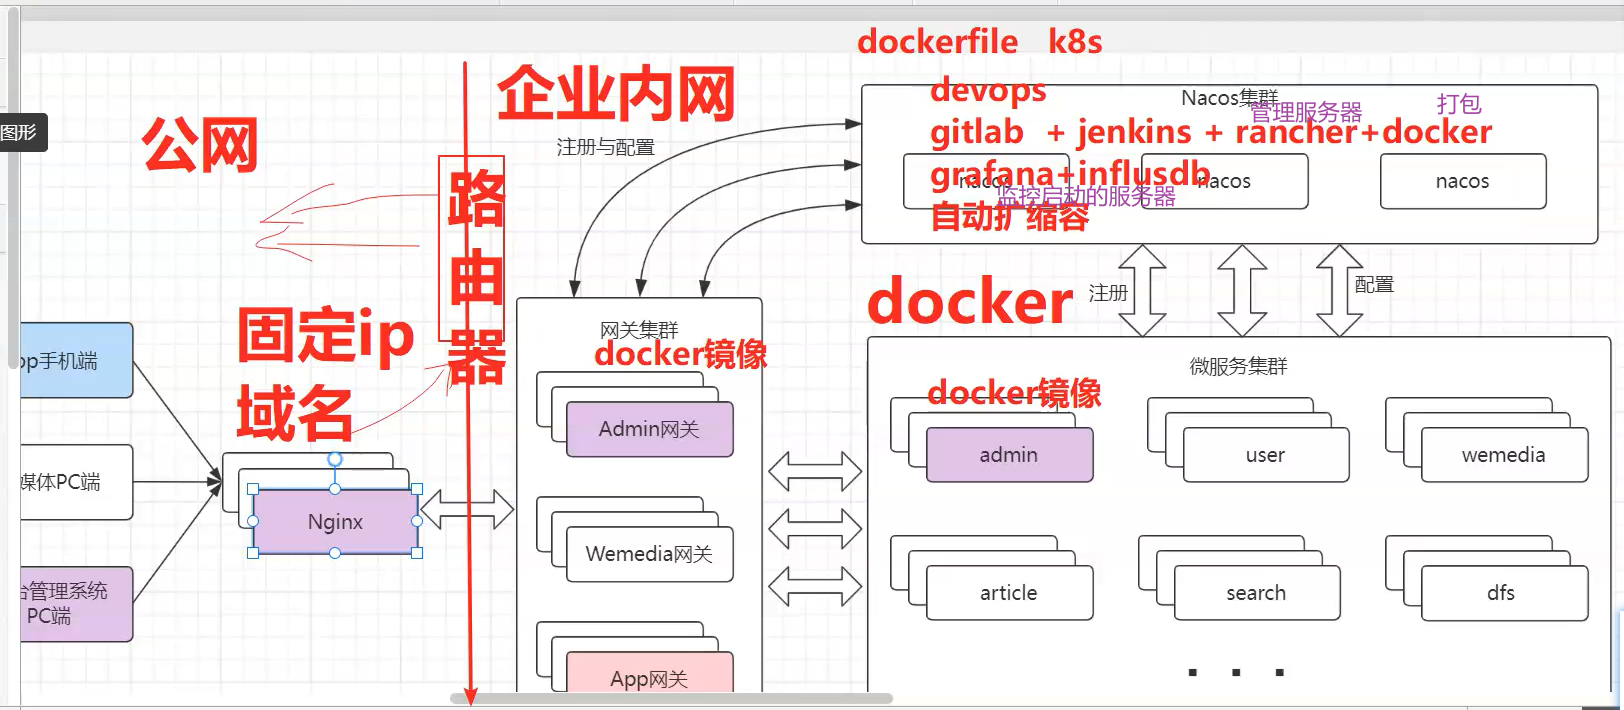 dockerfile k8s
企业内网
devops
Nacos集群
管理服务器
打包
图形
公网
注册与配置
gitlab + jenkins + rancher+docker
grafana+influsdb
nacos
nacos
nacos
监控启动的服务器
自动扩缩容
路由器
固定ip
域名
docker
注册
配置
网关集群
docker镜像
微服务集群
docker镜像
pp手机端
媒体PC端
管理系统
PC端
Nginx
Admin网关
Wemedia网关
App网关
admin
user
wemedia
article
search
dfs
. . .